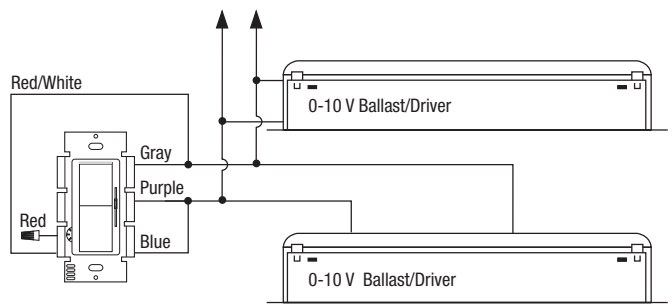 Red/White
0-10 V Ballast/Driver
Gray
Purple
Red
Blue
0-10 V Ballast/Driver